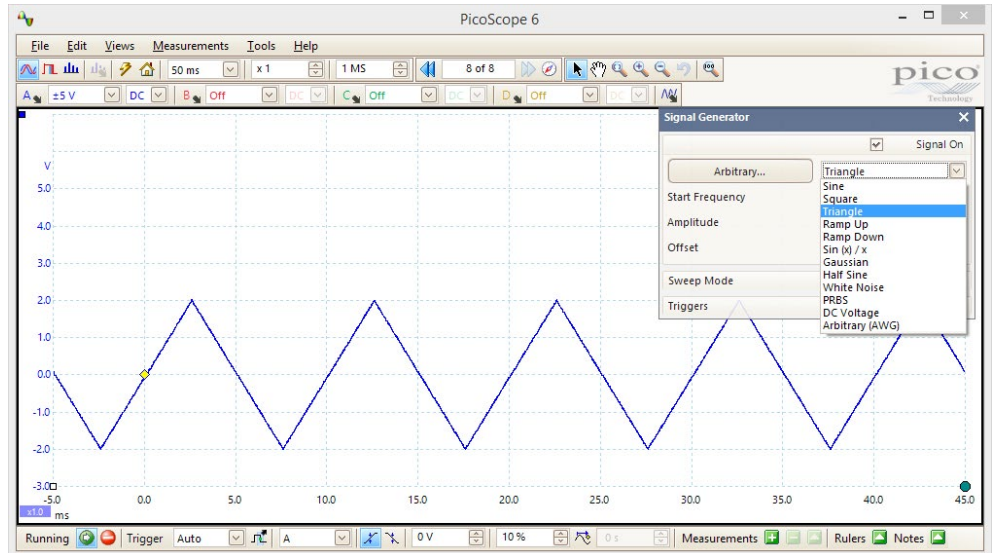 PicoScope 6
File Edit Views Measurements Tools Help
50 ms x 1 1 MS 8 of 8
pico
Technology
A ±5 V DC B Off DC C Off DC D Off DC
Signal Generator
Signal On
Arbitrary... Triangle
Sine
Start Frequency Square
Triangle
Amplitude Ramp Up
Ramp Down
Offset Sin (x) / x
Gaussian
Sweep Mode Half Sine
White Noise
Triggers PRBS
DC Voltage
Arbitrary (AWG)
V
5.0
4.0
3.0
2.0
1.0
0.0
-1.0
-2.0
-3.0
-5.0 0.0 5.0 10.0 15.0 20.0 25.0 30.0 35.0 40.0 45.0
x1.0 ms
Running Trigger Auto A 0 V 10 % 0 s Measurements Rulers Notes